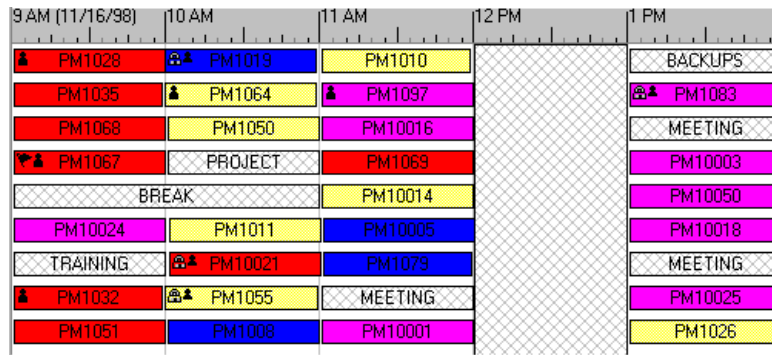 9 AM (11/16/98) 10 AM 11 AM 12 PM 1 PM
PM1028 PM1019 PM1010 BACKUPS
PM1035 PM1064 PM1097 PM1083
PM1068 PM1050 PM10016 MEETING
PM1067 PROJECT PM1069 PM10003
BREAK PM10014 PM10050
PM10024 PM1011 PM10005 PM10018
TRAINING PM10021 PM1079 MEETING
PM1032 PM1055 MEETING PM10025
PM1051 PM1008 PM10001 PM1026